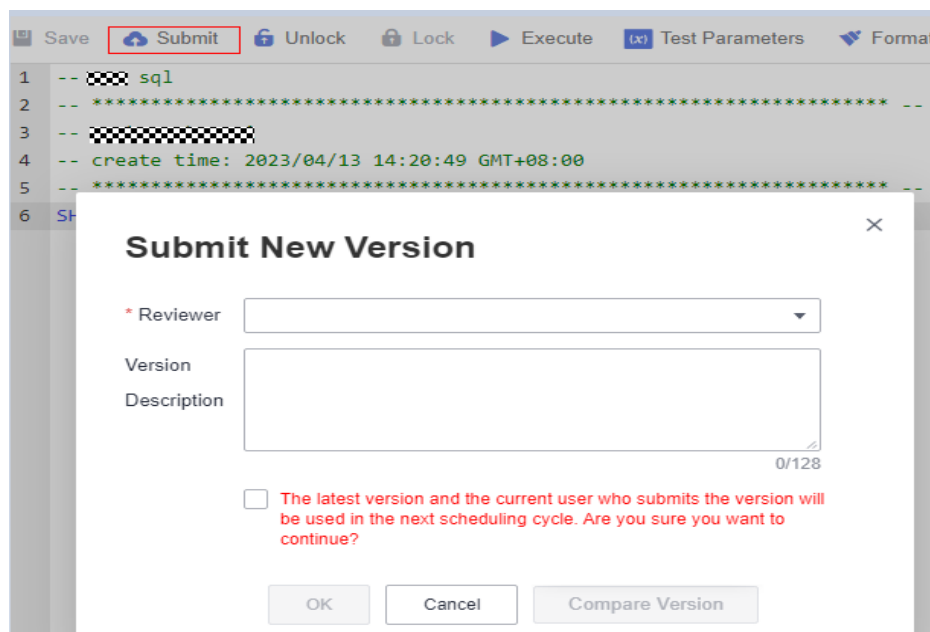 Save Submit Unlock Lock Execute (x) Test Parameters Format
1 -- sql
2 -- ******************************************************************** --
3 --
4 -- create time: 2023/04/13 14:20:49 GMT+08:00
5 -- ******************************************************************** --
6 SH
Submit New Version
* Reviewer
Version
Description
0/128
The latest version and the current user who submits the version will
be used in the next scheduling cycle. Are you sure you want to
continue?
OK Cancel Compare Version